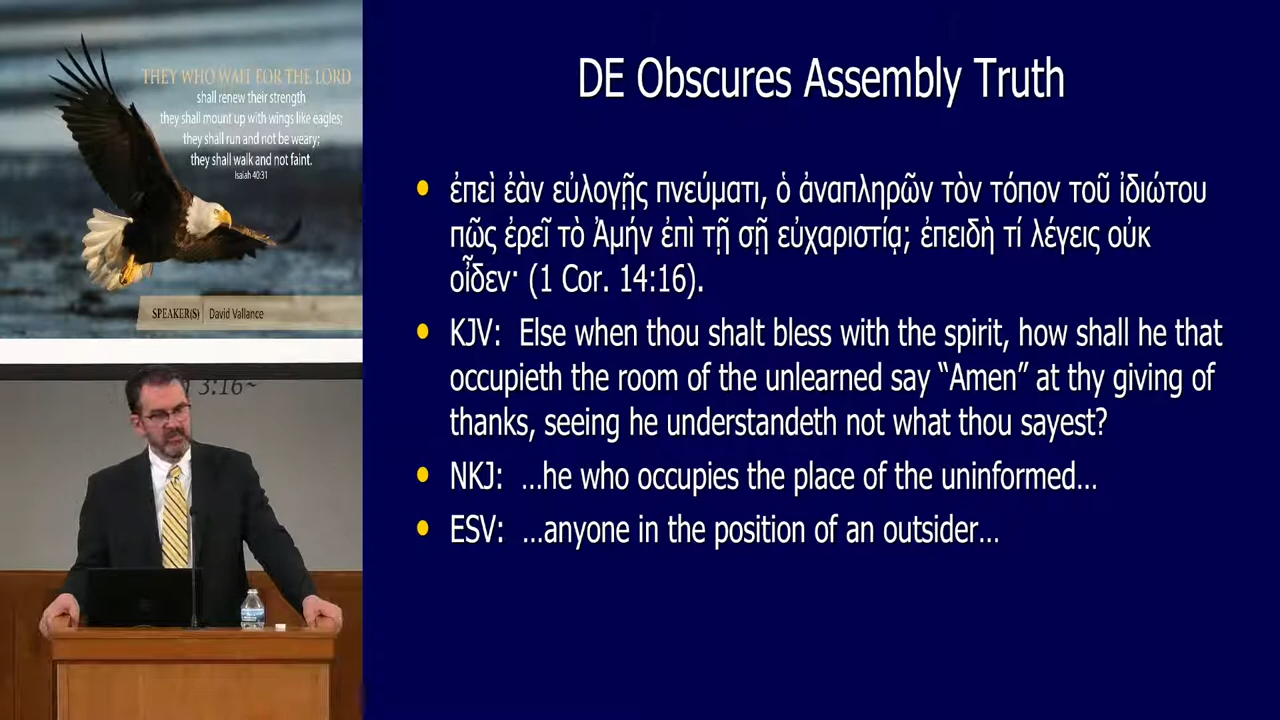 THEY WHO WAIT FOR THE LORD
shall renew their strength
they shall mount up with wings like eagles;
they shall run and not be weary;
they shall walk and not faint.
Isaiah 40:31
SPEAKER(S) David Vallance
3:16~
DE Obscures Assembly Truth
• ἐπεὶ ἐὰν εὐλογῇς πνεύματι, ὁ ἀναπληρῶν τὸν τόπον τοῦ ἰδιώτου
πῶς ἐρεῖ τὸ Ἀμήν ἐπὶ τῇ σῇ εὐχαριστίᾳ; ἐπειδὴ τί λέγεις οὐκ
οἶδεν· (1 Cor. 14:16).
• KJV: Else when thou shalt bless with the spirit, how shall he that
occupieth the room of the unlearned say “Amen” at thy giving of
thanks, seeing he understandeth not what thou sayest?
• NKJ: …he who occupies the place of the uninformed…
• ESV: …anyone in the position of an outsider…